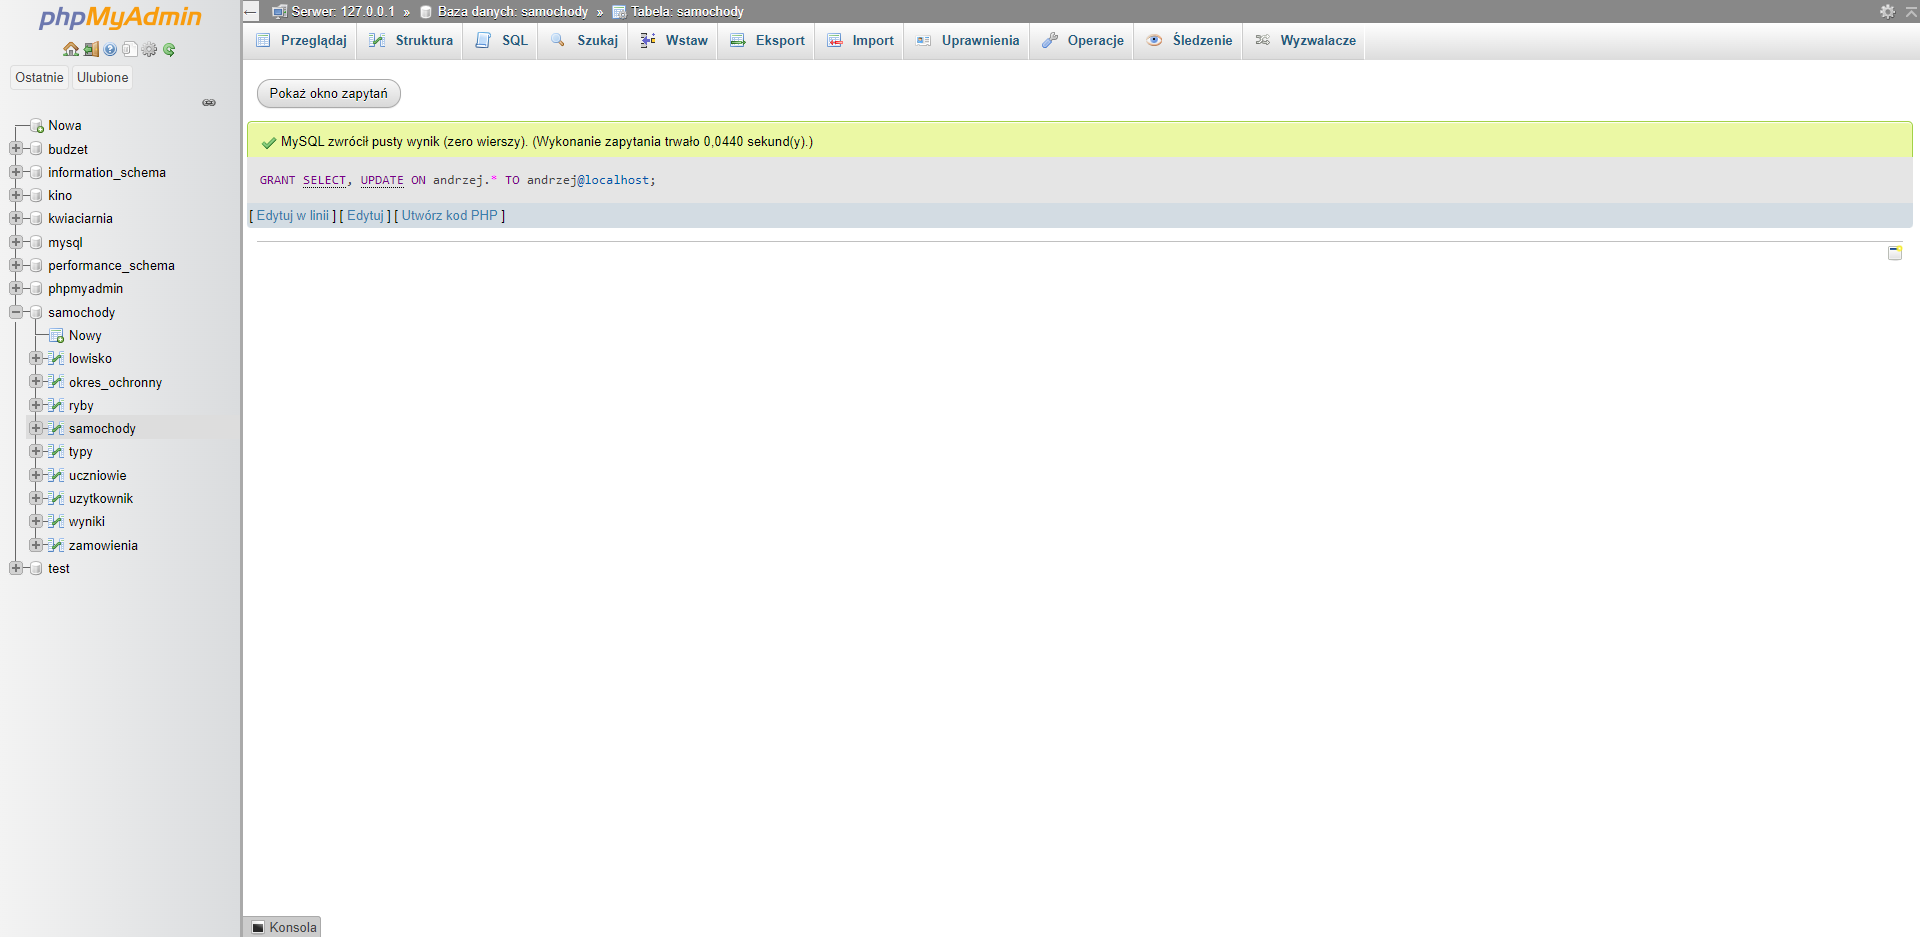 phpMyAdmin
Ostatnie Ulubione
Nowa
budzet
information_schema
kino
kwiaciarnia
mysql
performance_schema
phpmyadmin
samochody
Nowy
lowisko
okres_ochronny
ryby
samochody
typy
uczniowie
uzytkownik
wyniki
zamowienia
test
Serwer: 127.0.0.1 » Baza danych: samochody » Tabela: samochody
Przeglądaj Struktura SQL Szukaj Wstaw Eksport Import Uprawnienia Operacje Śledzenie Wyzwalacze
Pokaż okno zapytań
MySQL zwrócił pusty wynik (zero wierszy). (Wykonanie zapytania trwało 0,0440 sekund(y).)
GRANT SELECT, UPDATE ON andrzej.* TO andrzej@localhost;
[ Edytuj w linii ] [ Edytuj ] [ Utwórz kod PHP ]
Konsola